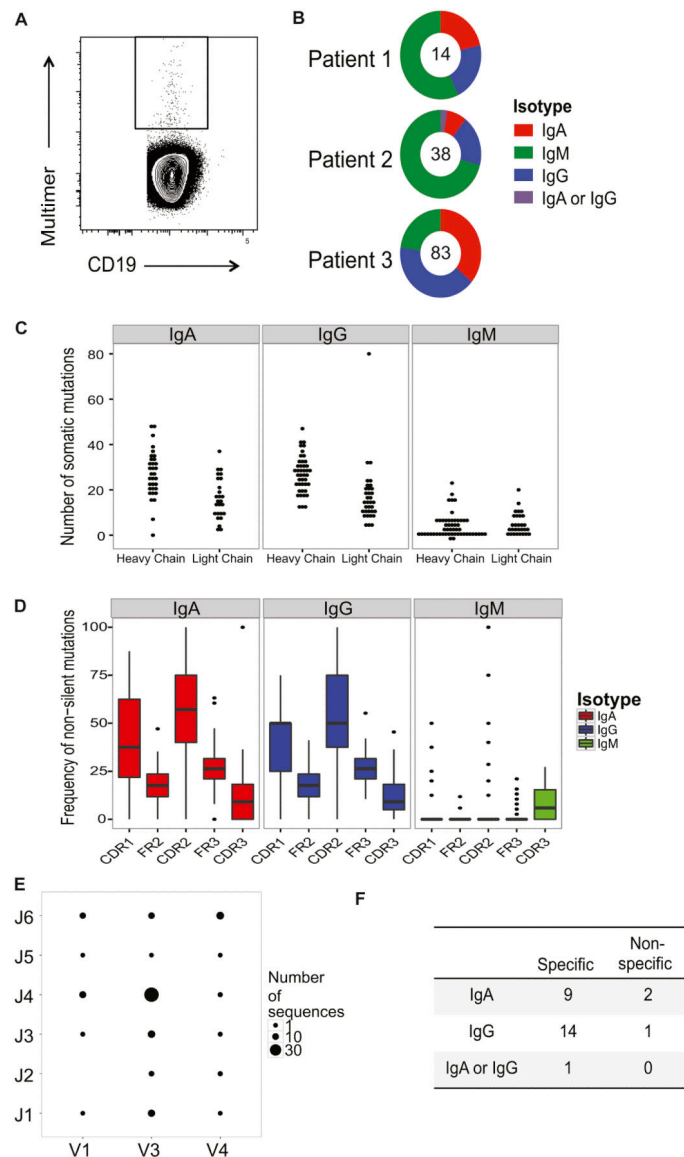 A
Multimer
CD19
5
B
Patient 1
14
Patient 2
38
Patient 3
83
Isotype
IgA
IgM
IgG
IgA or IgG
C
IgA IgG IgM
Number of somatic mutations
80
60
40
20
0
Heavy Chain Light Chain Heavy Chain Light Chain Heavy Chain Light Chain
D
IgA IgG IgM
Frequency of non-silent mutations
100
75
50
25
0
CDR1 FR2 CDR2 FR3 CDR3 CDR1 FR2 CDR2 FR3 CDR3 CDR1 FR2 CDR2 FR3 CDR3
Isotype
IgA
IgG
IgM
E
J6
J5
J4
J3
J2
J1
V1 V3 V4
Number
of
sequences
1
10
30
F
Specific Non-
specific
IgA 9 2
IgG 14 1
IgA or IgG 1 0